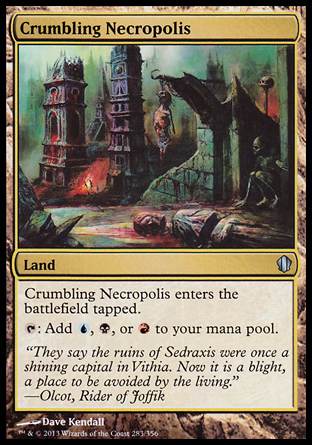 Crumbling Necropolis
Land
Crumbling Necropolis enters the
battlefield tapped.
: Add , , or to your mana pool.
“They say the ruins of Sedraxis were once a
shining capital in Vithia. Now it is a blight,
a place to be avoided by the living.”
—Olcot, Rider of Joffik
Dave Kendall
™ & © 2013 Wizards of the Coast 283/356